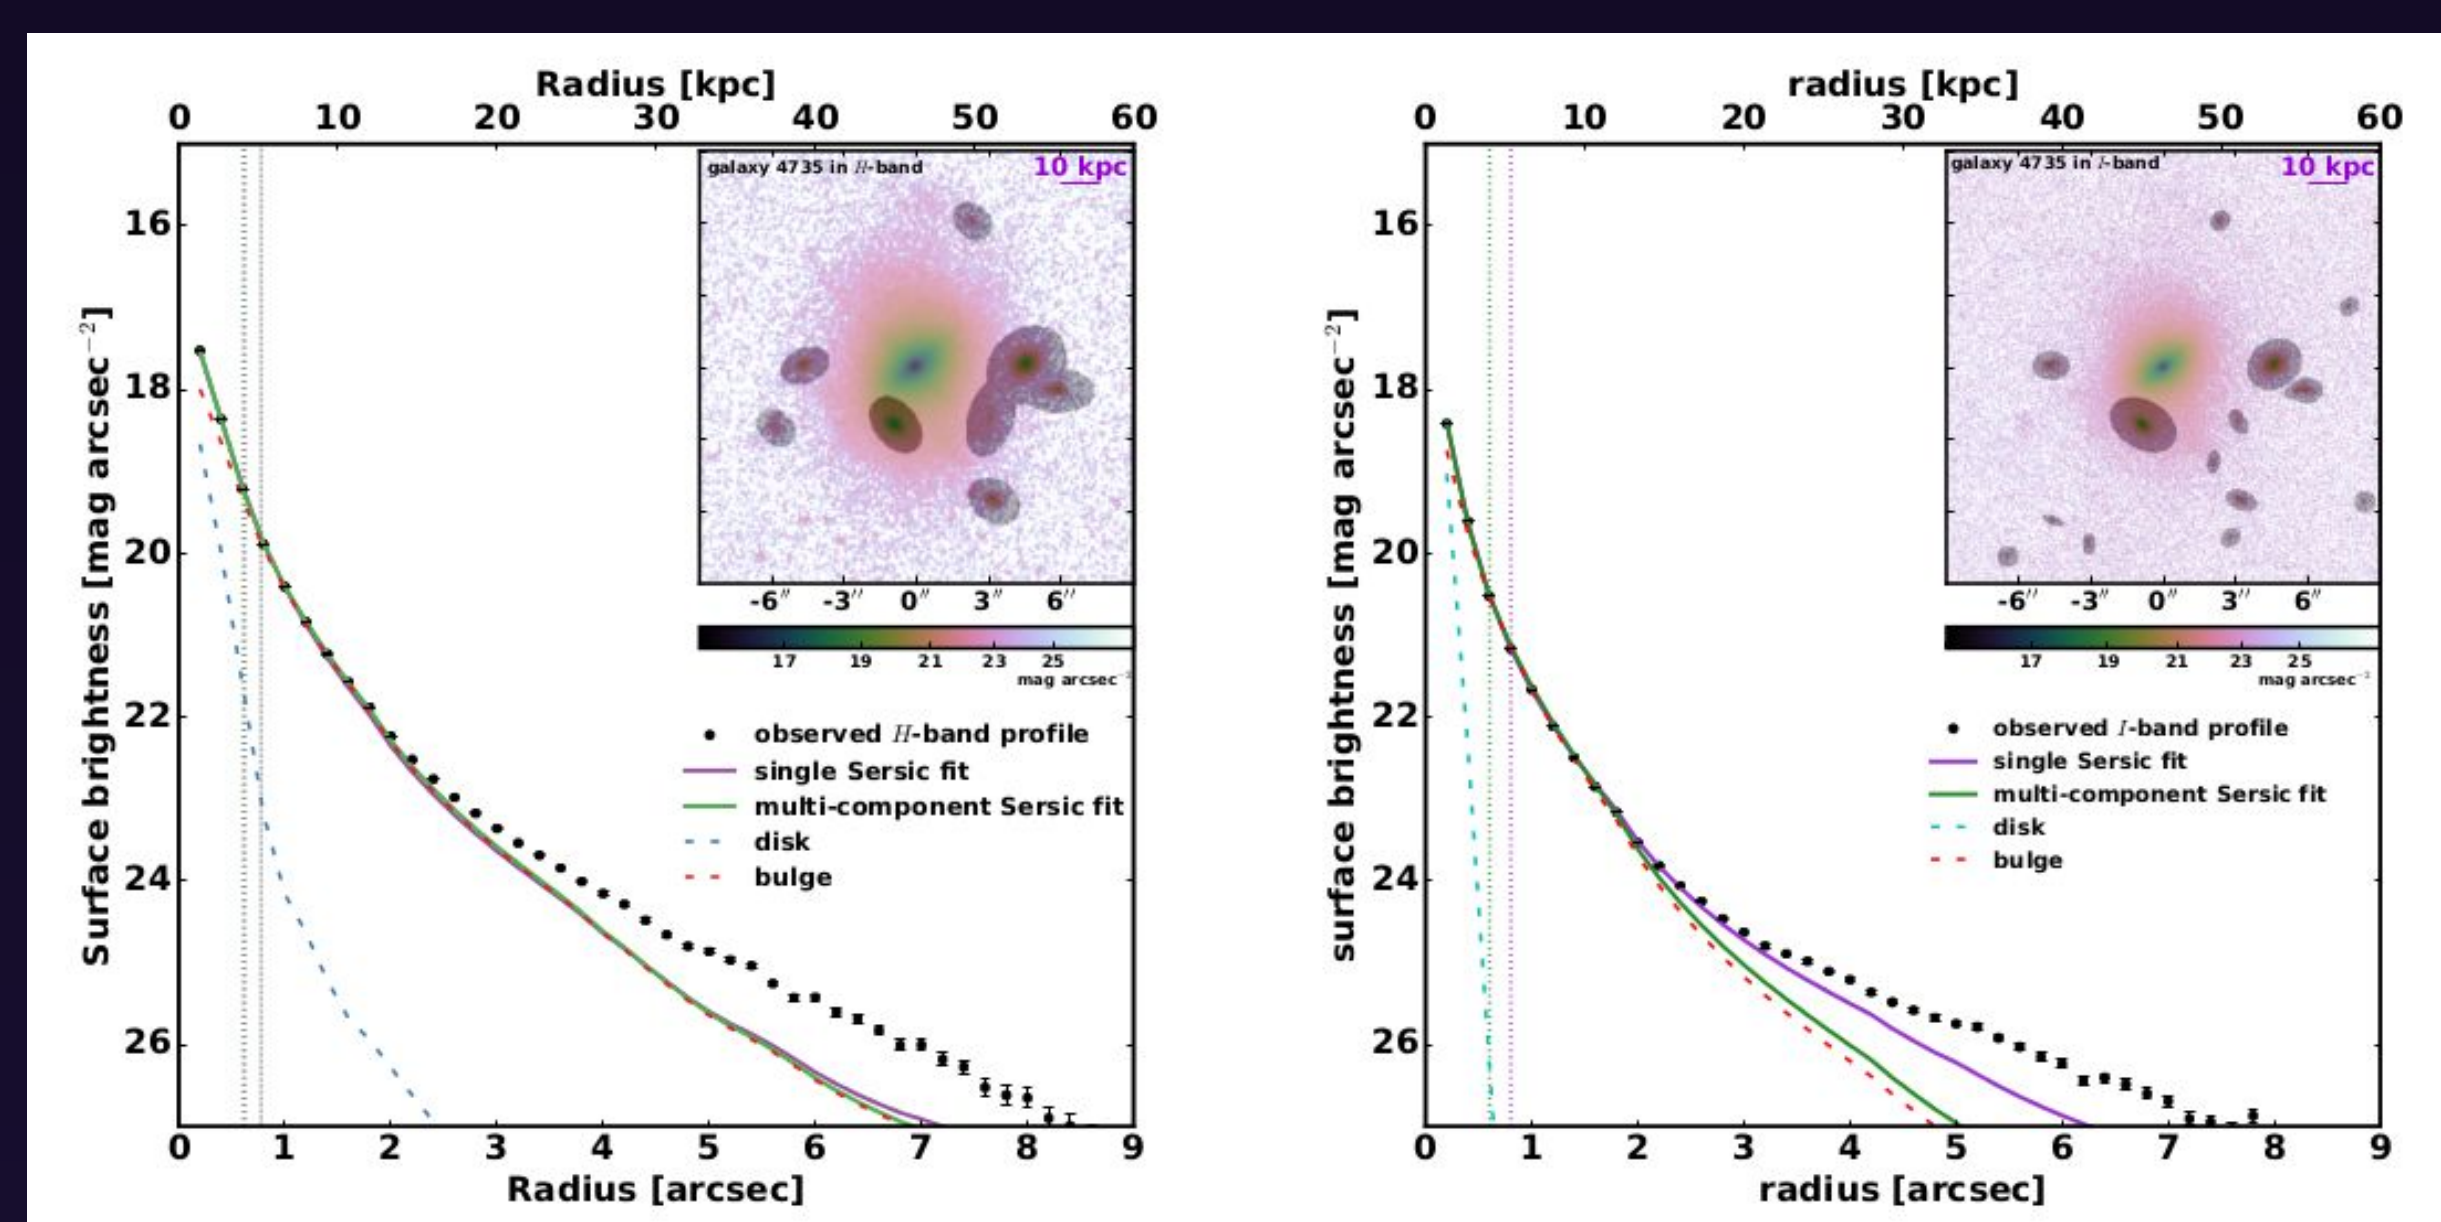 Radius [kpc]
0 10 20 30 40 50 60
galaxy 4735 in H-band
10 kpc
16
18
20
22
24
26
Surface brightness [mag arcsec⁻²]
-6″ -3″ 0″ 3″ 6″
17 19 21 23 25
mag arcsec⁻²
observed H-band profile
single Sersic fit
multi-component Sersic fit
disk
bulge
0 1 2 3 4 5 6 7 8 9
Radius [arcsec]
radius [kpc]
0 10 20 30 40 50 60
galaxy 4735 in I-band
10 kpc
16
18
20
22
24
26
surface brightness [mag arcsec⁻²]
-6″ -3″ 0″ 3″ 6″
17 19 21 23 25
mag arcsec⁻²
observed I-band profile
single Sersic fit
multi-component Sersic fit
disk
bulge
0 1 2 3 4 5 6 7 8 9
radius [arcsec]